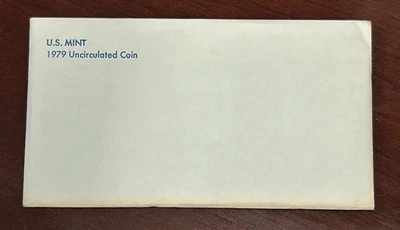 U.S. MINT
1979 Uncirculated Coin